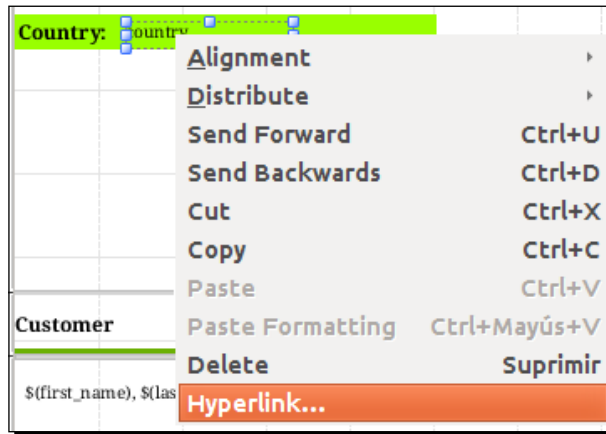 Country: country
Alignment
Distribute
Send Forward Ctrl+U
Send Backwards Ctrl+D
Cut Ctrl+X
Copy Ctrl+C
Paste Ctrl+V
Customer
Paste Formatting Ctrl+Mayús+V
Delete Suprimir
$(first_name), $(las
Hyperlink...